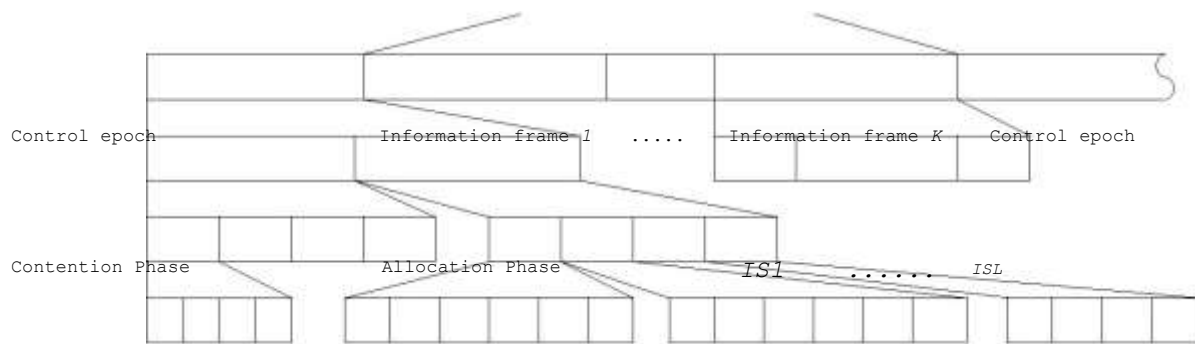 Control epoch Information frame 1 ..... Information frame K Control epoch
Contention Phase Allocation Phase IS1 ...... ISL